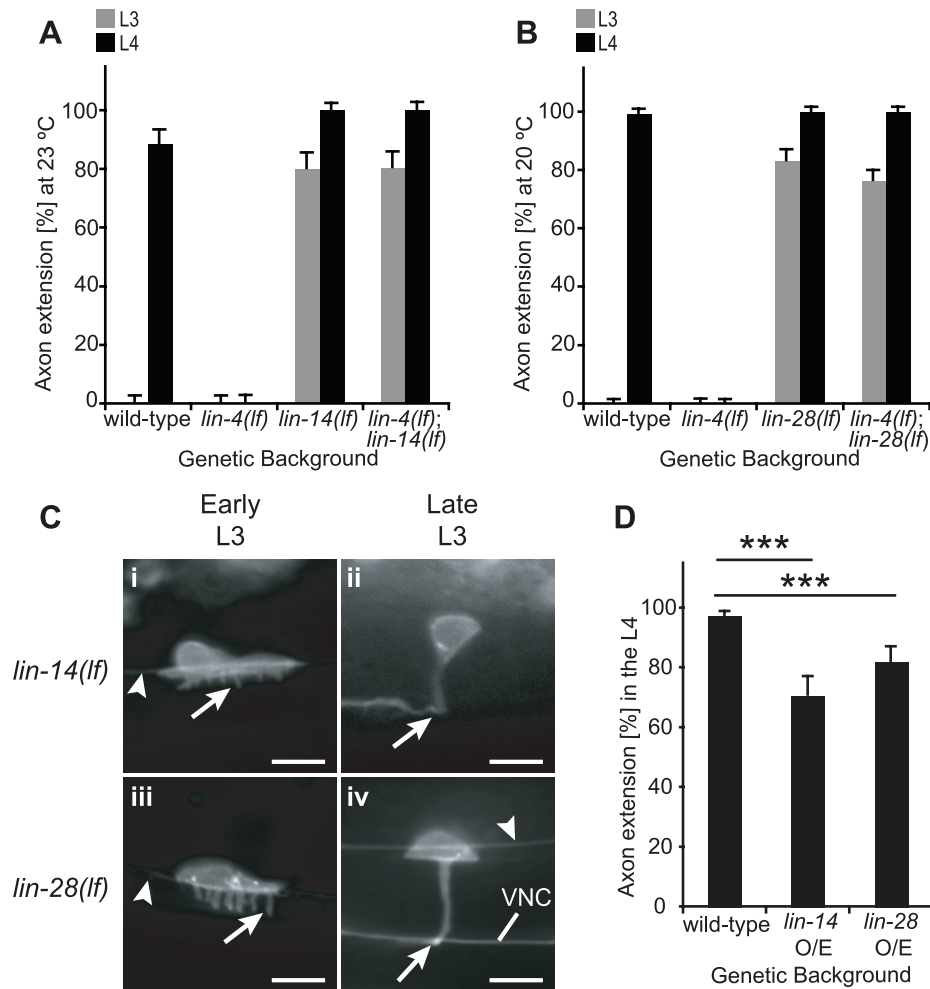 A
L3
L4
Axon extension [%] at 23 ºC
100
80
60
40
20
0
wild-type
lin-4(lf)
lin-14(lf)
lin-4(lf);
lin-14(lf)
Genetic Background
B
L3
L4
Axon extension [%] at 20 ºC
100
80
60
40
20
0
wild-type
lin-4(lf)
lin-28(lf)
lin-4(lf);
lin-28(lf)
Genetic Background
C
Early
L3
Late
L3
lin-14(lf)
i
ii
lin-28(lf)
iii
iv
VNC
D
***
***
Axon extension [%] in the L4
100
80
60
40
20
0
wild-type
lin-14
O/E
lin-28
O/E
Genetic Background